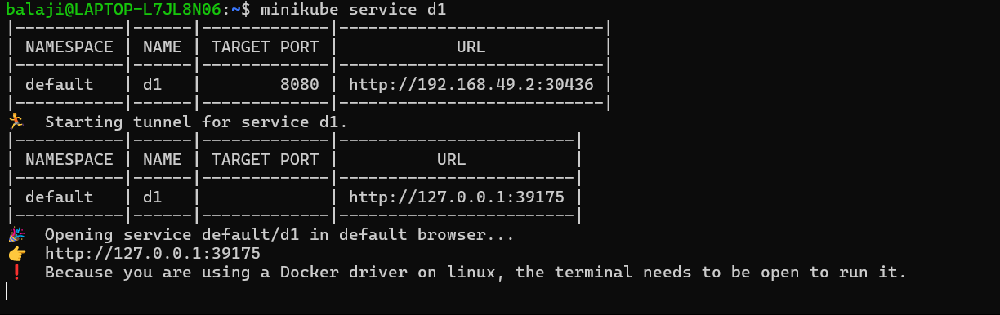 balaji@LAPTOP-L7JL8N06:~$ minikube service d1
|-----------|------|-------------|---------------------------|
| NAMESPACE | NAME | TARGET PORT |            URL            |
|-----------|------|-------------|---------------------------|
| default   | d1   |        8080 | http://192.168.49.2:30436 |
|-----------|------|-------------|---------------------------|
🏃  Starting tunnel for service d1.
|-----------|------|-------------|------------------------|
| NAMESPACE | NAME | TARGET PORT |          URL           |
|-----------|------|-------------|------------------------|
| default   | d1   |             | http://127.0.0.1:39175 |
|-----------|------|-------------|------------------------|
🎉  Opening service default/d1 in default browser...
👉  http://127.0.0.1:39175
❗  Because you are using a Docker driver on linux, the terminal needs to be open to run it.